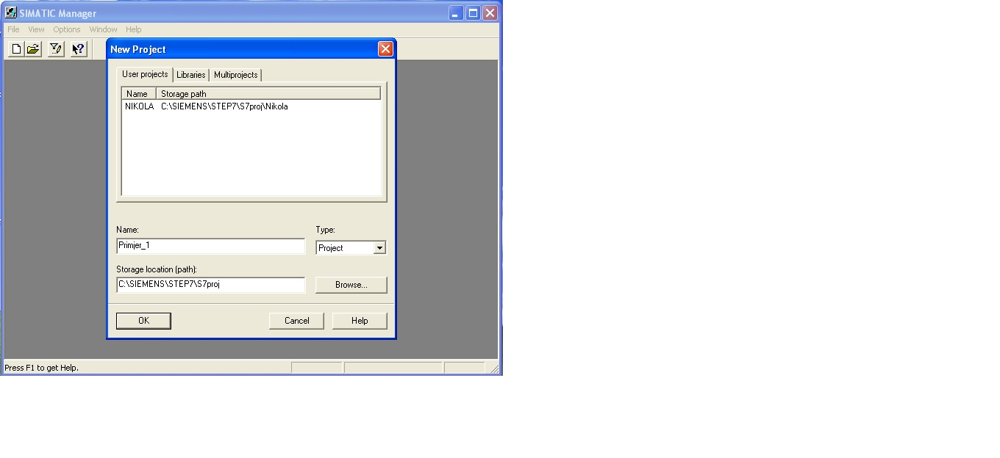 SIMATIC Manager
File View Options Window Help
New Project
User projects Libraries Multiprojects
Name Storage path
NIKOLA C:\SIEMENS\STEP7\S7proj\Nikola
Name: Type:
Primjer_1 Project
Storage location (path):
C:\SIEMENS\STEP7\S7proj Browse...
OK Cancel Help
Press F1 to get Help.